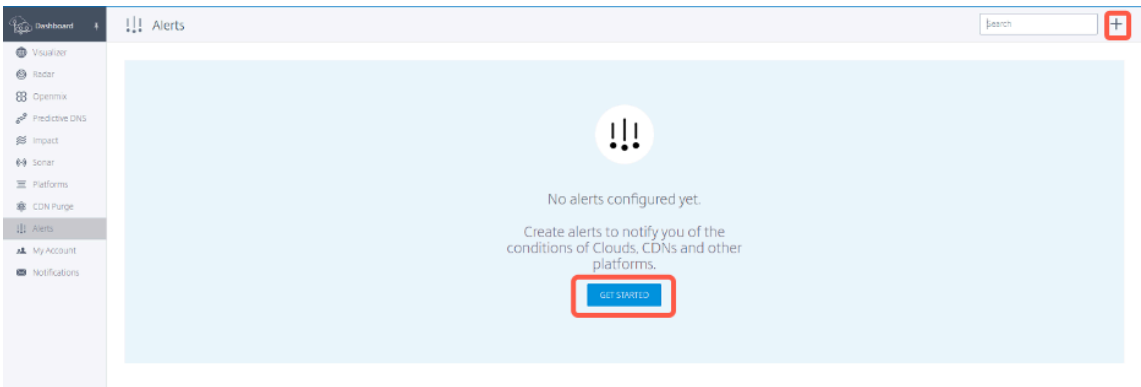 Dashboard
Alerts
Search
Visualizer
Radar
Openmix
Predictive DNS
Impact
Sonar
Platforms
CDN Purge
Alerts
My Account
Notifications
No alerts configured yet.
Create alerts to notify you of the
conditions of Clouds, CDNs and other
platforms.
GET STARTED